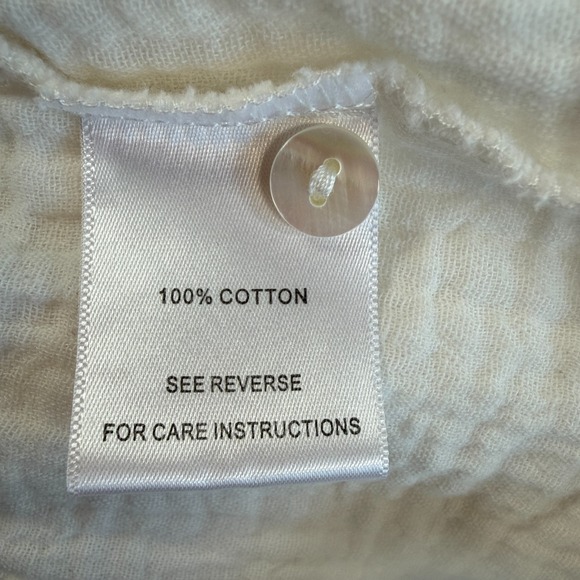 100% COTTON
SEE REVERSE
FOR CARE INSTRUCTIONS